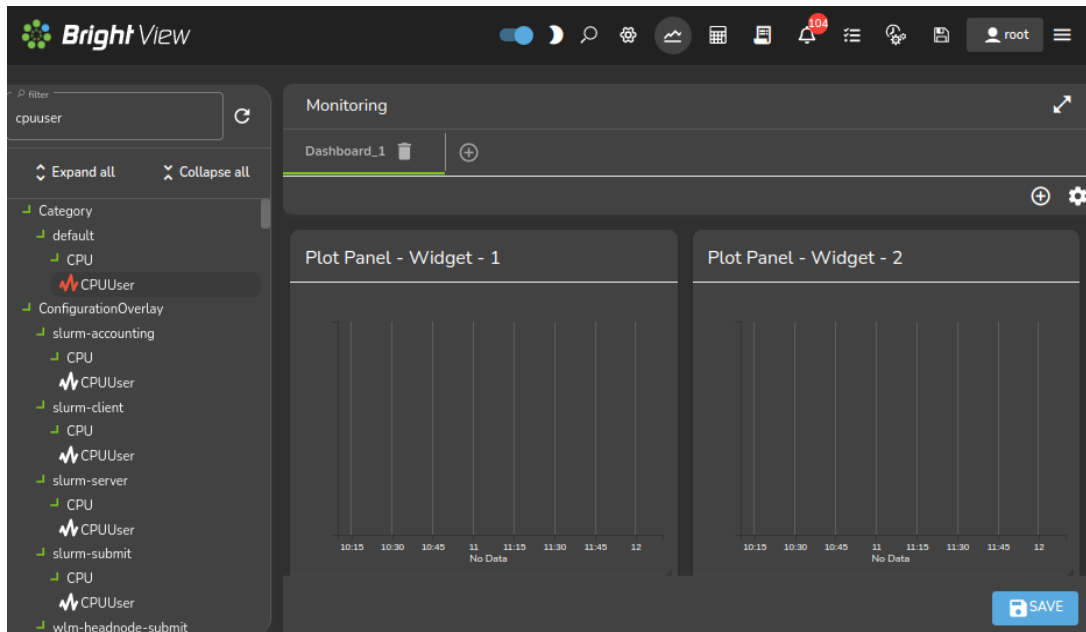 Bright View
104
root
filter
cpuuser
Expand all
Collapse all
Category
default
CPU
CPUUser
ConfigurationOverlay
slurm-accounting
CPU
CPUUser
slurm-client
CPU
CPUUser
slurm-server
CPU
CPUUser
slurm-submit
CPU
CPUUser
wlm-headnode-submit
Monitoring
Dashboard_1
Plot Panel - Widget - 1
10:15 10:30 10:45 11 11:15 11:30 11:45 12
No Data
Plot Panel - Widget - 2
10:15 10:30 10:45 11 11:15 11:30 11:45 12
No Data
SAVE